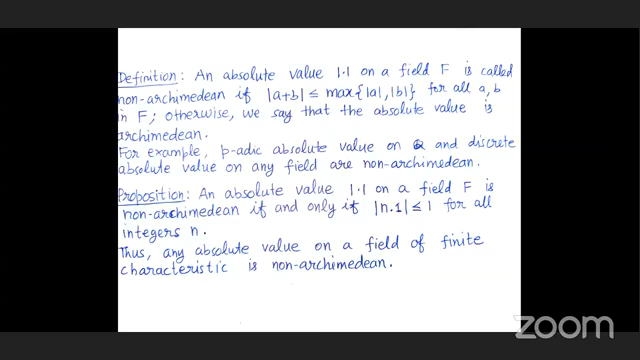 Definition: An absolute value |.| on a field F is called
non-archimedean if |a+b| ≤ max{|a|,|b|} for all a, b
in F; otherwise, we say that the absolute value is
archimedean.
For example, p-adic absolute value on Q and discrete
absolute value on any field are non-archimedean.
Proposition: An absolute value |.| on a field F is
non-archimedean if and only if |n.1| ≤ 1 for all
integers n.
Thus, any absolute value on a field of finite
characteristic is non-archimedean.
zoom